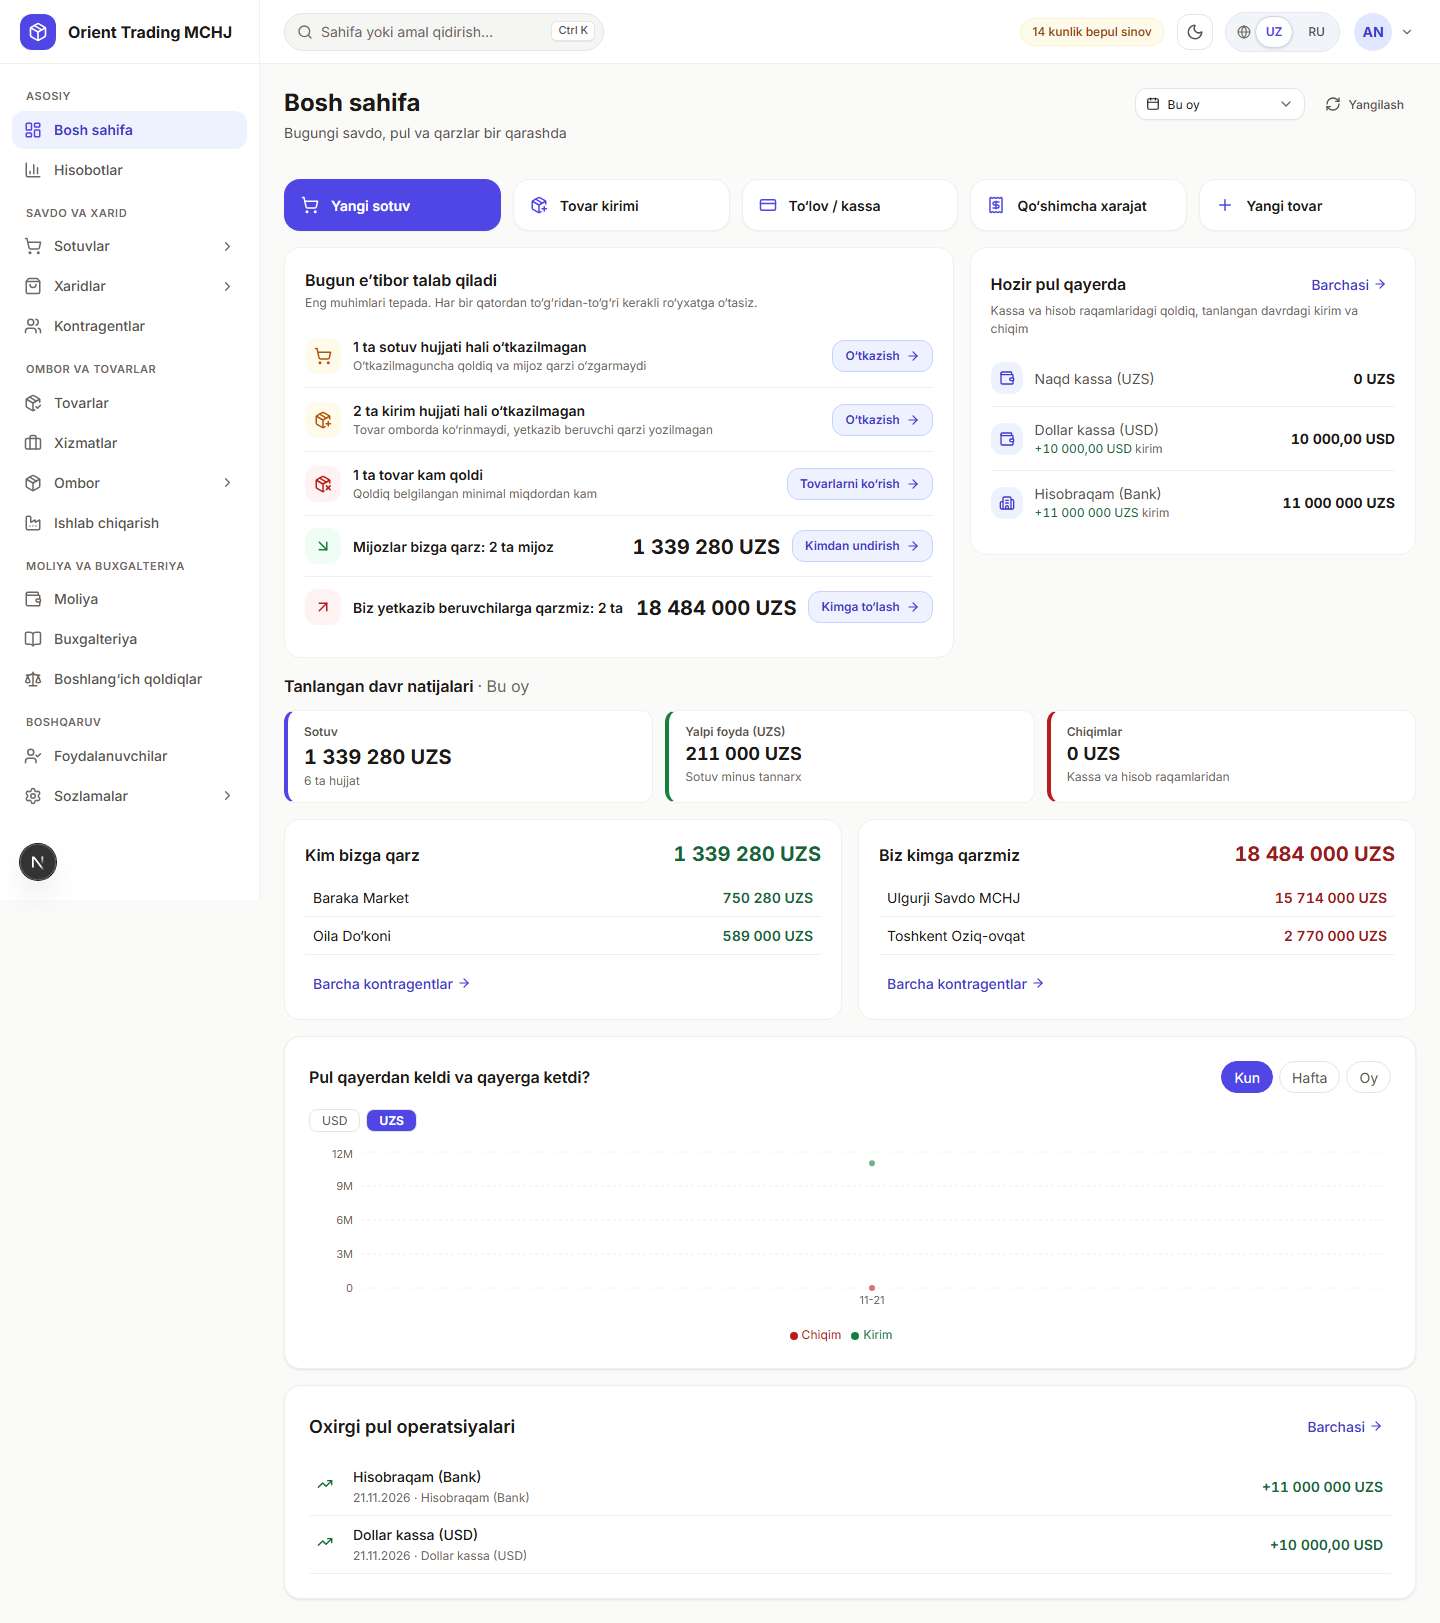 Orient Trading MCHJ
Sahifa yoki amal qidirish...
Ctrl K
14 kunlik bepul sinov
UZ
RU
AN
ASOSIY
Bosh sahifa
Hisobotlar
SAVDO VA XARID
Sotuvlar
Xaridlar
Kontragentlar
OMBOR VA TOVARLAR
Tovarlar
Xizmatlar
Ombor
Ishlab chiqarish
MOLIYA VA BUXGALTERIYA
Moliya
Buxgalteriya
Boshlang‘ich qoldiqlar
BOSHQARUV
Foydalanuvchilar
Sozlamalar
N
Bosh sahifa
Bugungi savdo, pul va qarzlar bir qarashda
Bu oy
Yangilash
Yangi sotuv
Tovar kirimi
To‘lov / kassa
Qo‘shimcha xarajat
Yangi tovar
Bugun e’tibor talab qiladi
Eng muhimlari tepada. Har bir qatordan to‘g‘ridan-to‘g‘ri kerakli ro‘yxatga o‘tasiz.
1 ta sotuv hujjati hali o‘tkazilmagan
O‘tkazilmaguncha qoldiq va mijoz qarzi o‘zgarmaydi
O‘tkazish
2 ta kirim hujjati hali o‘tkazilmagan
Tovar omborda ko‘rinmaydi, yetkazib beruvchi qarzi yozilmagan
O‘tkazish
1 ta tovar kam qoldi
Qoldiq belgilangan minimal miqdordan kam
Tovarlarni ko‘rish
Mijozlar bizga qarz: 2 ta mijoz
1 339 280 UZS
Kimdan undirish
Biz yetkazib beruvchilarga qarzmiz: 2 ta
18 484 000 UZS
Kimga to‘lash
Hozir pul qayerda
Barchasi
Kassa va hisob raqamlaridagi qoldiq, tanlangan davrdagi kirim va
chiqim
Naqd kassa (UZS)
0 UZS
Dollar kassa (USD)
+10 000,00 USD kirim
10 000,00 USD
Hisobraqam (Bank)
+11 000 000 UZS kirim
11 000 000 UZS
Tanlangan davr natijalari · Bu oy
Sotuv
1 339 280 UZS
6 ta hujjat
Yalpi foyda (UZS)
211 000 UZS
Sotuv minus tannarx
Chiqimlar
0 UZS
Kassa va hisob raqamlaridan
Kim bizga qarz
1 339 280 UZS
Baraka Market
750 280 UZS
Oila Do‘koni
589 000 UZS
Barcha kontragentlar
Biz kimga qarzmiz
18 484 000 UZS
Ulgurji Savdo MCHJ
15 714 000 UZS
Toshkent Oziq-ovqat
2 770 000 UZS
Barcha kontragentlar
Pul qayerdan keldi va qayerga ketdi?
Kun
Hafta
Oy
USD
UZS
12M
9M
6M
3M
0
11-21
Chiqim
Kirim
Oxirgi pul operatsiyalari
Barchasi
Hisobraqam (Bank)
21.11.2026 · Hisobraqam (Bank)
+11 000 000 UZS
Dollar kassa (USD)
21.11.2026 · Dollar kassa (USD)
+10 000,00 USD